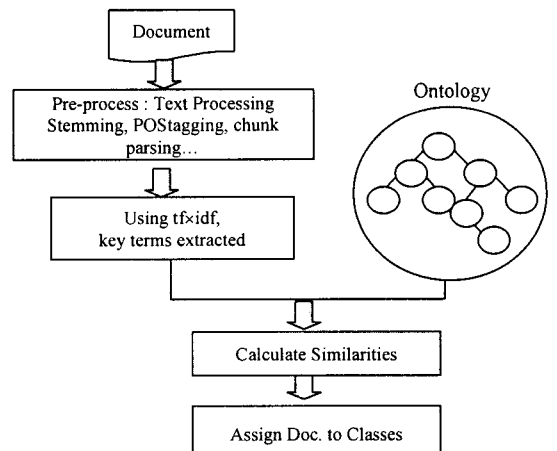 Document
Pre-process : Text Processing
Stemming, POStagging, chunk
parsing…
Ontology
Using tf×idf,
key terms extracted
Calculate Similarities
Assign Doc. to Classes